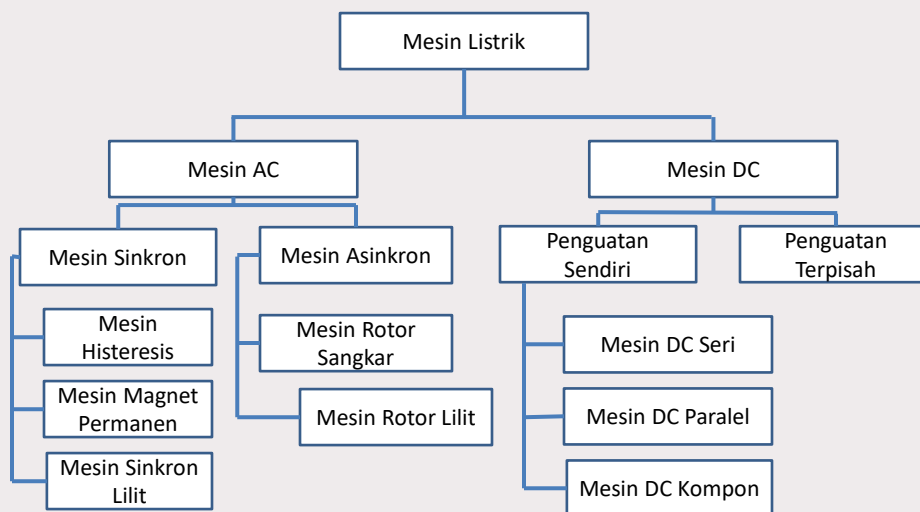 Mesin Listrik
Mesin AC
Mesin DC
Mesin Sinkron
Mesin Asinkron
Penguatan
Sendiri
Penguatan
Terpisah
Mesin
Histeresis
Mesin Magnet
Permanen
Mesin Sinkron
Lilit
Mesin Rotor
Sangkar
Mesin Rotor Lilit
Mesin DC Seri
Mesin DC Paralel
Mesin DC Kompon